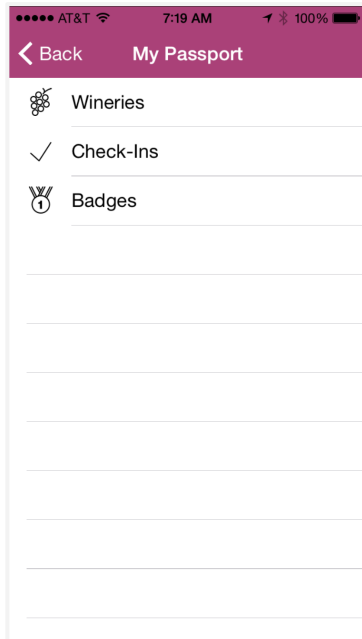 AT&T 7:19 AM 100%
Back My Passport
Wineries
Check-Ins
1 Badges